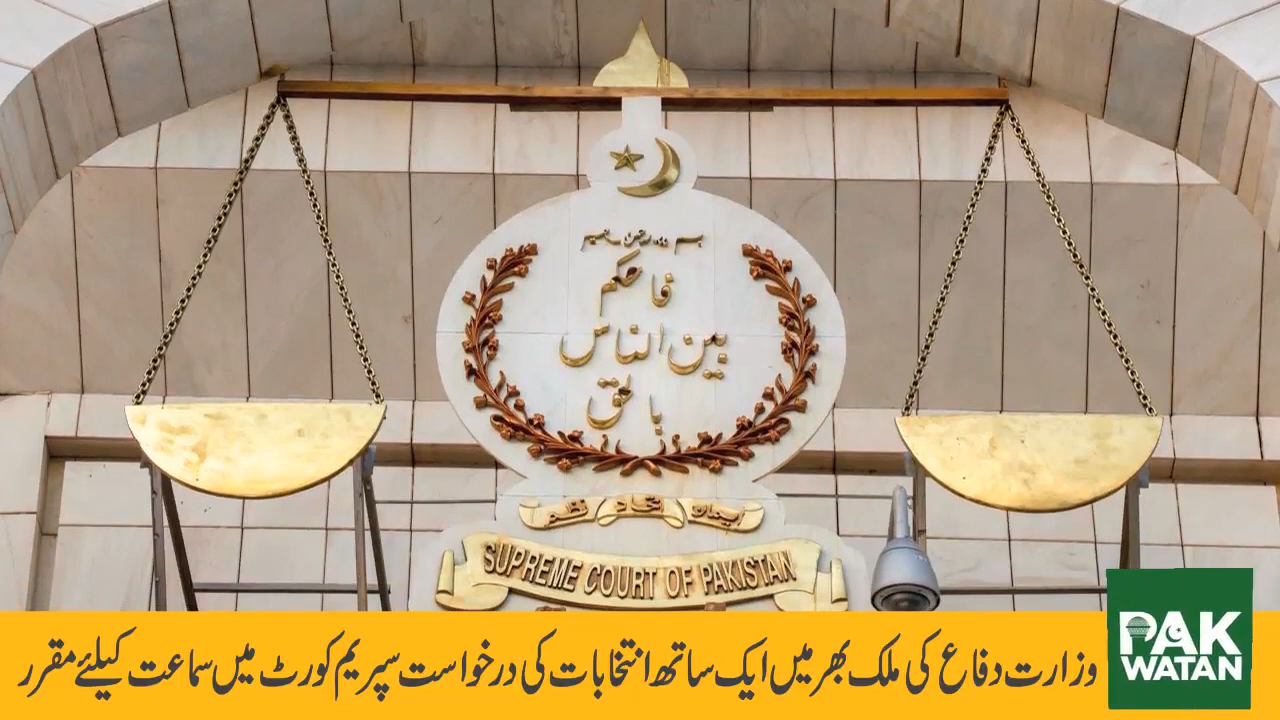 بسم اللہ الرحمن الرحیم
فاحکم
بین الناس
بالحق
ایمان اتحاد نظم
SUPREME COURT OF PAKISTAN
وزارت دفاع کی ملک بھر میں ایک ساتھ انتخابات کی درخواست سپریم کورٹ میں سماعت کیلئے مقرر
PAK
WATAN